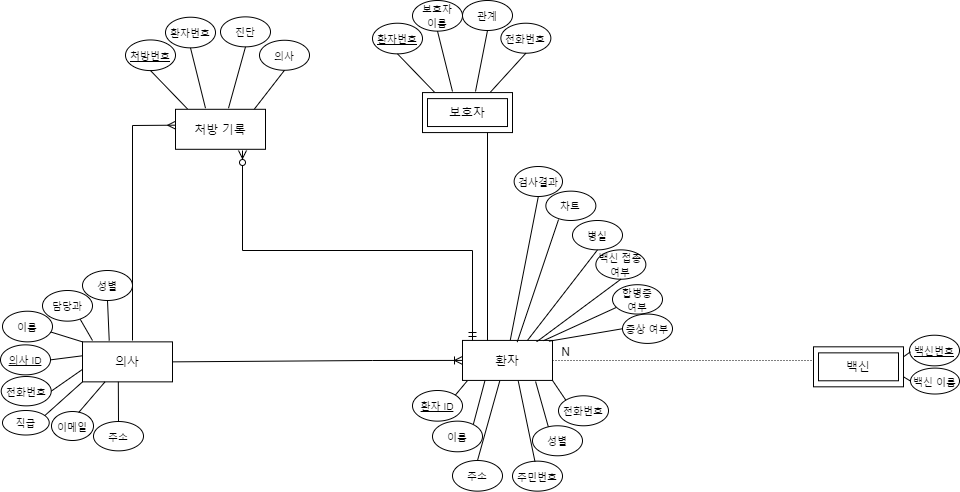 처방번호
환자번호
진단
의사
처방 기록
환자번호
보호자
이름
관계
전화번호
보호자
검사결과
차트
병실
백신 접종
여부
합병증
여부
증상 여부
성별
담당과
이름
의사 ID
전화번호
직급
이메일
주소
의사
환자
N
환자 ID
이름
주소
주민번호
성별
전화번호
백신
백신번호
백신 이름